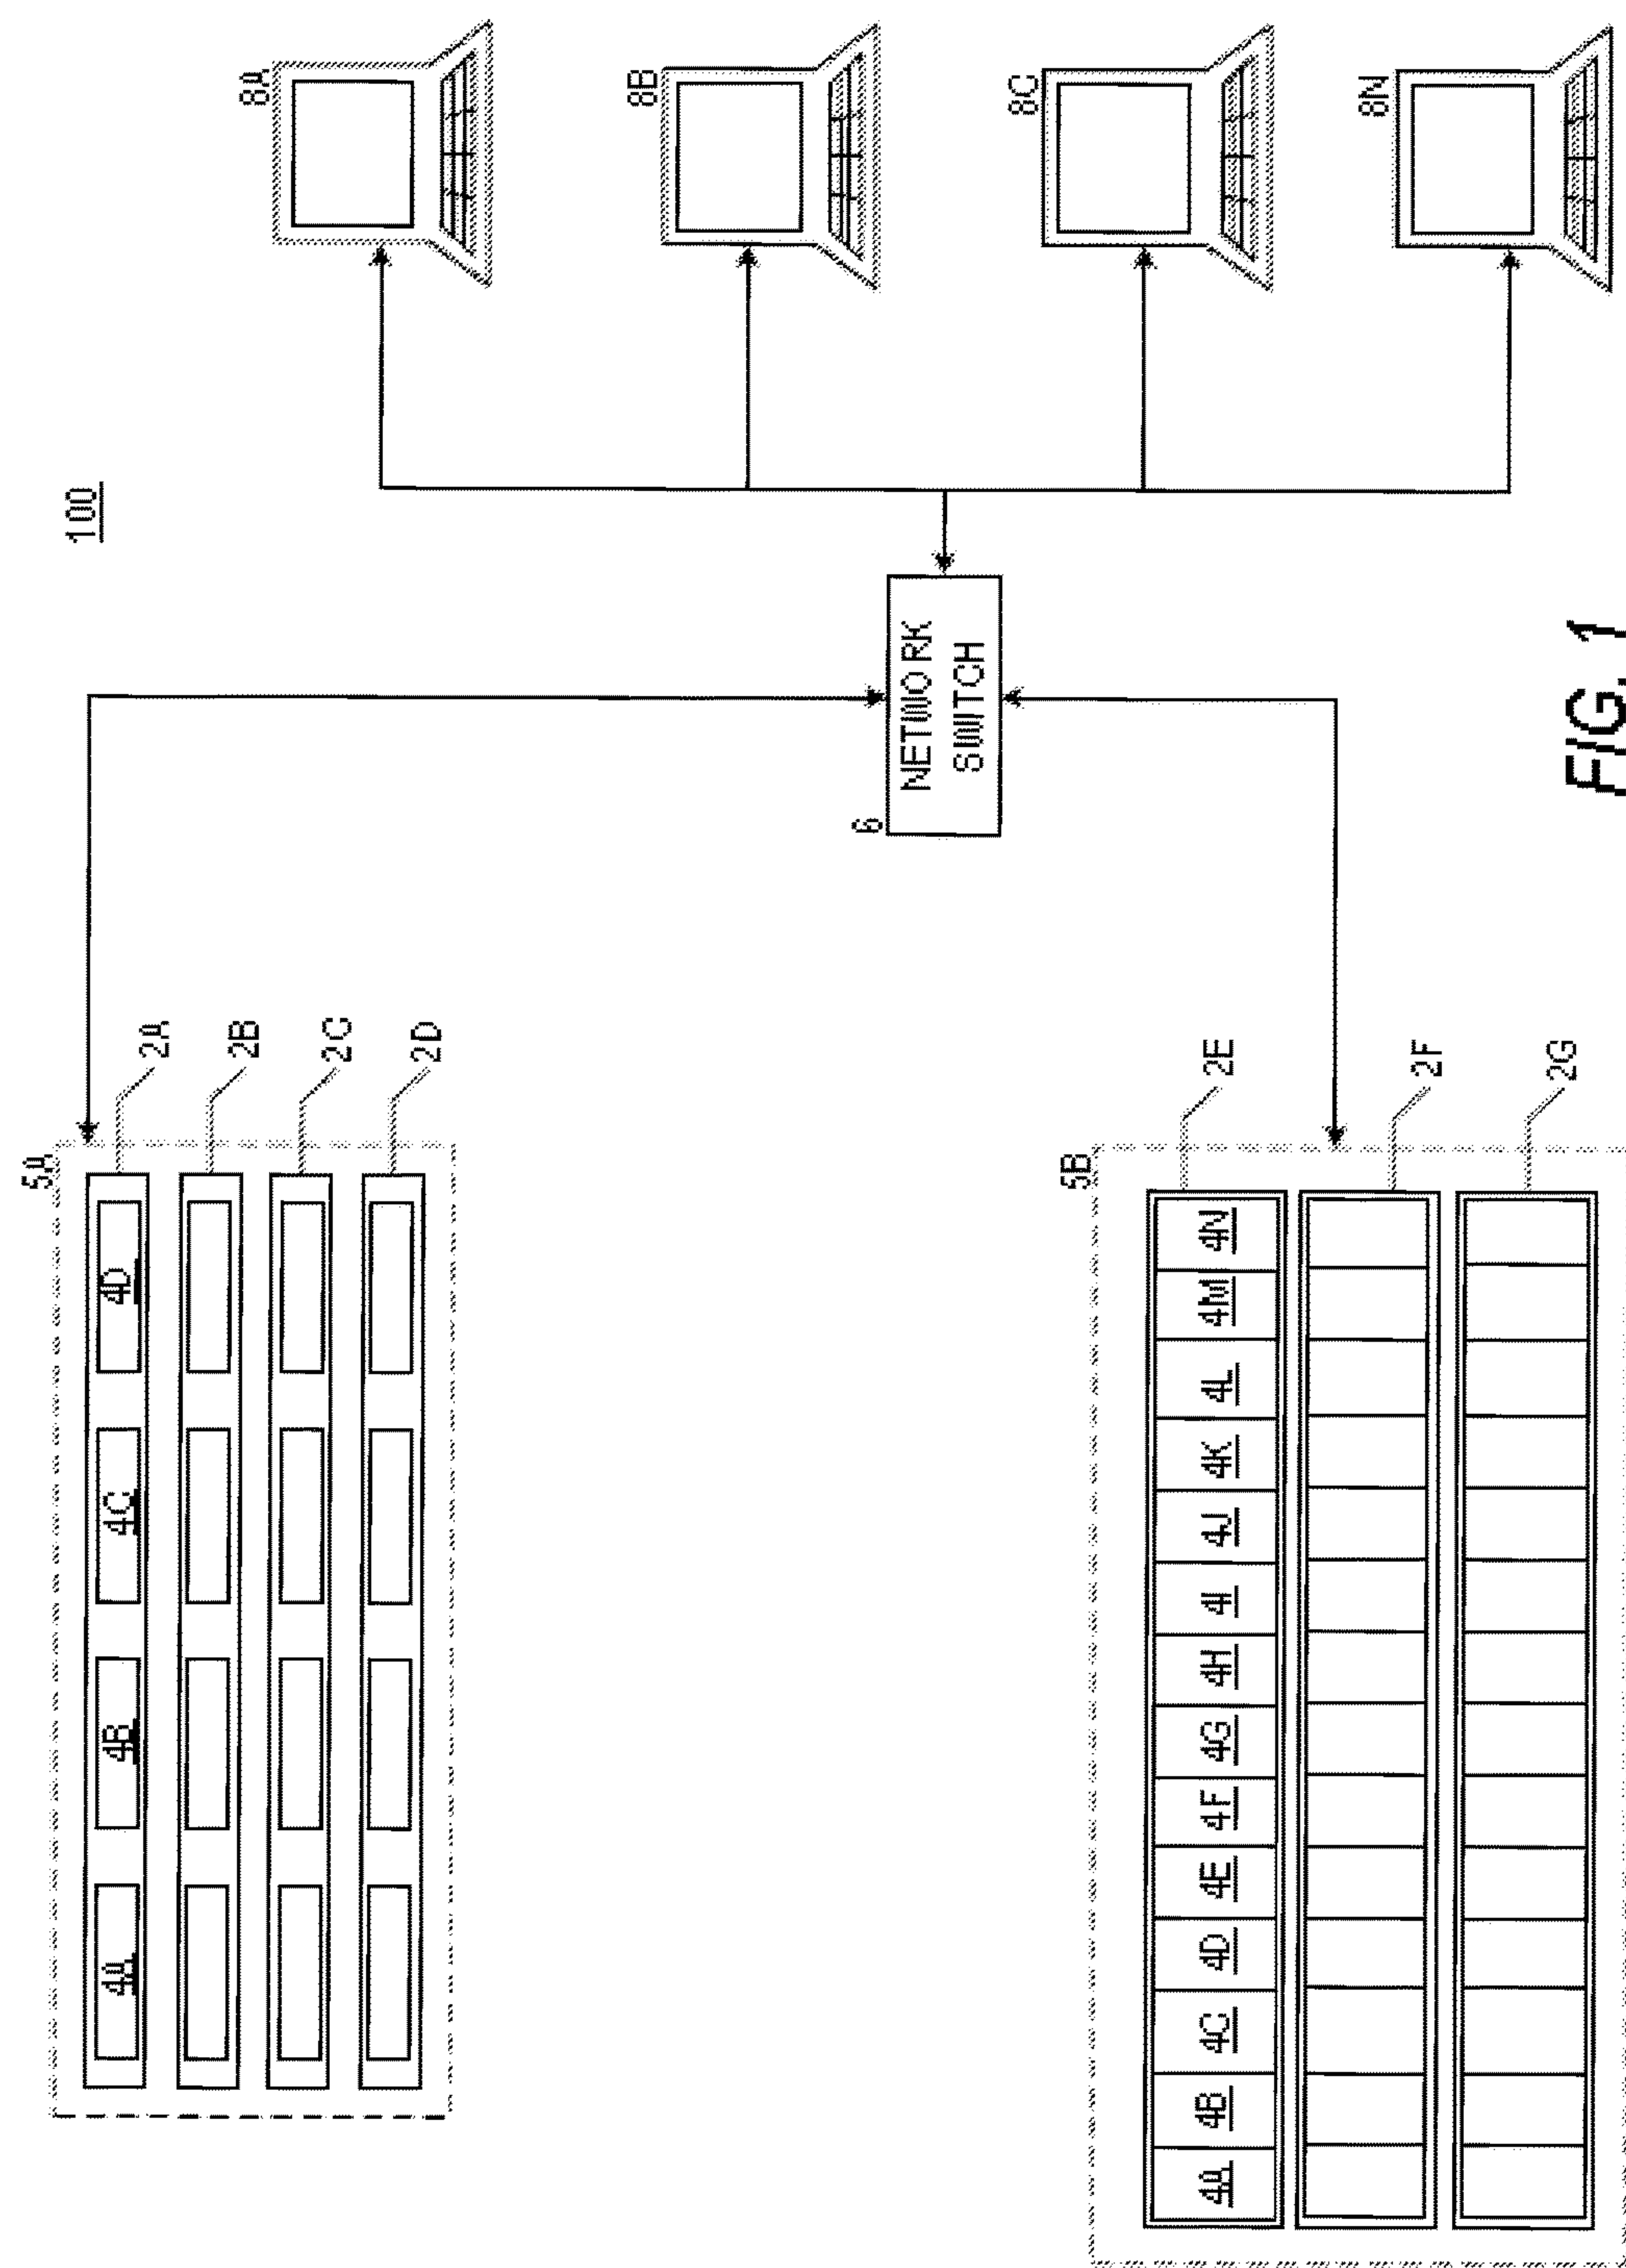 5A
100
4A 4B 4C 4D
2A
2B
8A
2C
2D
8B
6
NETWORK
SWITCH
8C
5B
4A 4B 4C 4D 4E 4F 4G 4H 4I 4J 4K 4L 4M 4N
2E
8N
2F
2G
FIG. 1